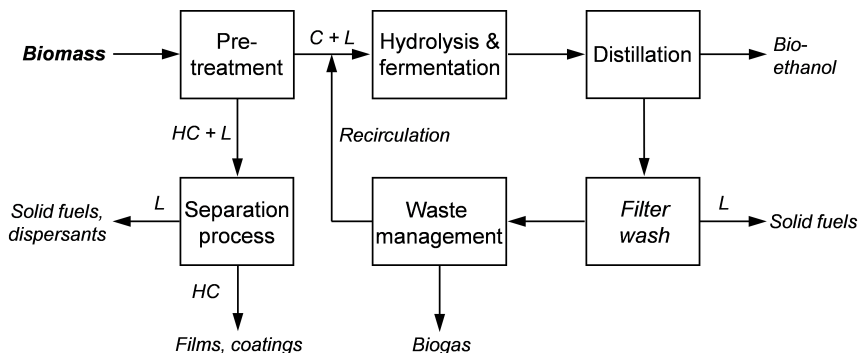 Biomass
Pre-
treatment
C + L
Hydrolysis &
fermentation
Distillation
Bio-
ethanol
HC + L
Recirculation
Solid fuels,
dispersants
L
Separation
process
Waste
management
Filter
wash
L
Solid fuels
HC
Films, coatings
Biogas